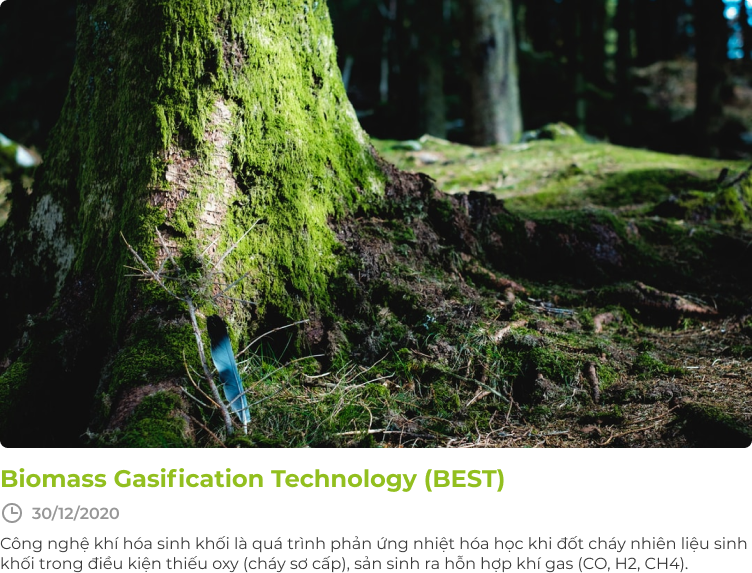 Biomass Gasification Technology (BEST)
30/12/2020
Công nghệ khí hóa sinh khối là quá trình phản ứng nhiệt hóa học khi đốt cháy nhiên liệu sinh
khối trong điều kiện thiếu oxy (cháy sơ cấp), sản sinh ra hỗn hợp khí gas (CO, H2, CH4).